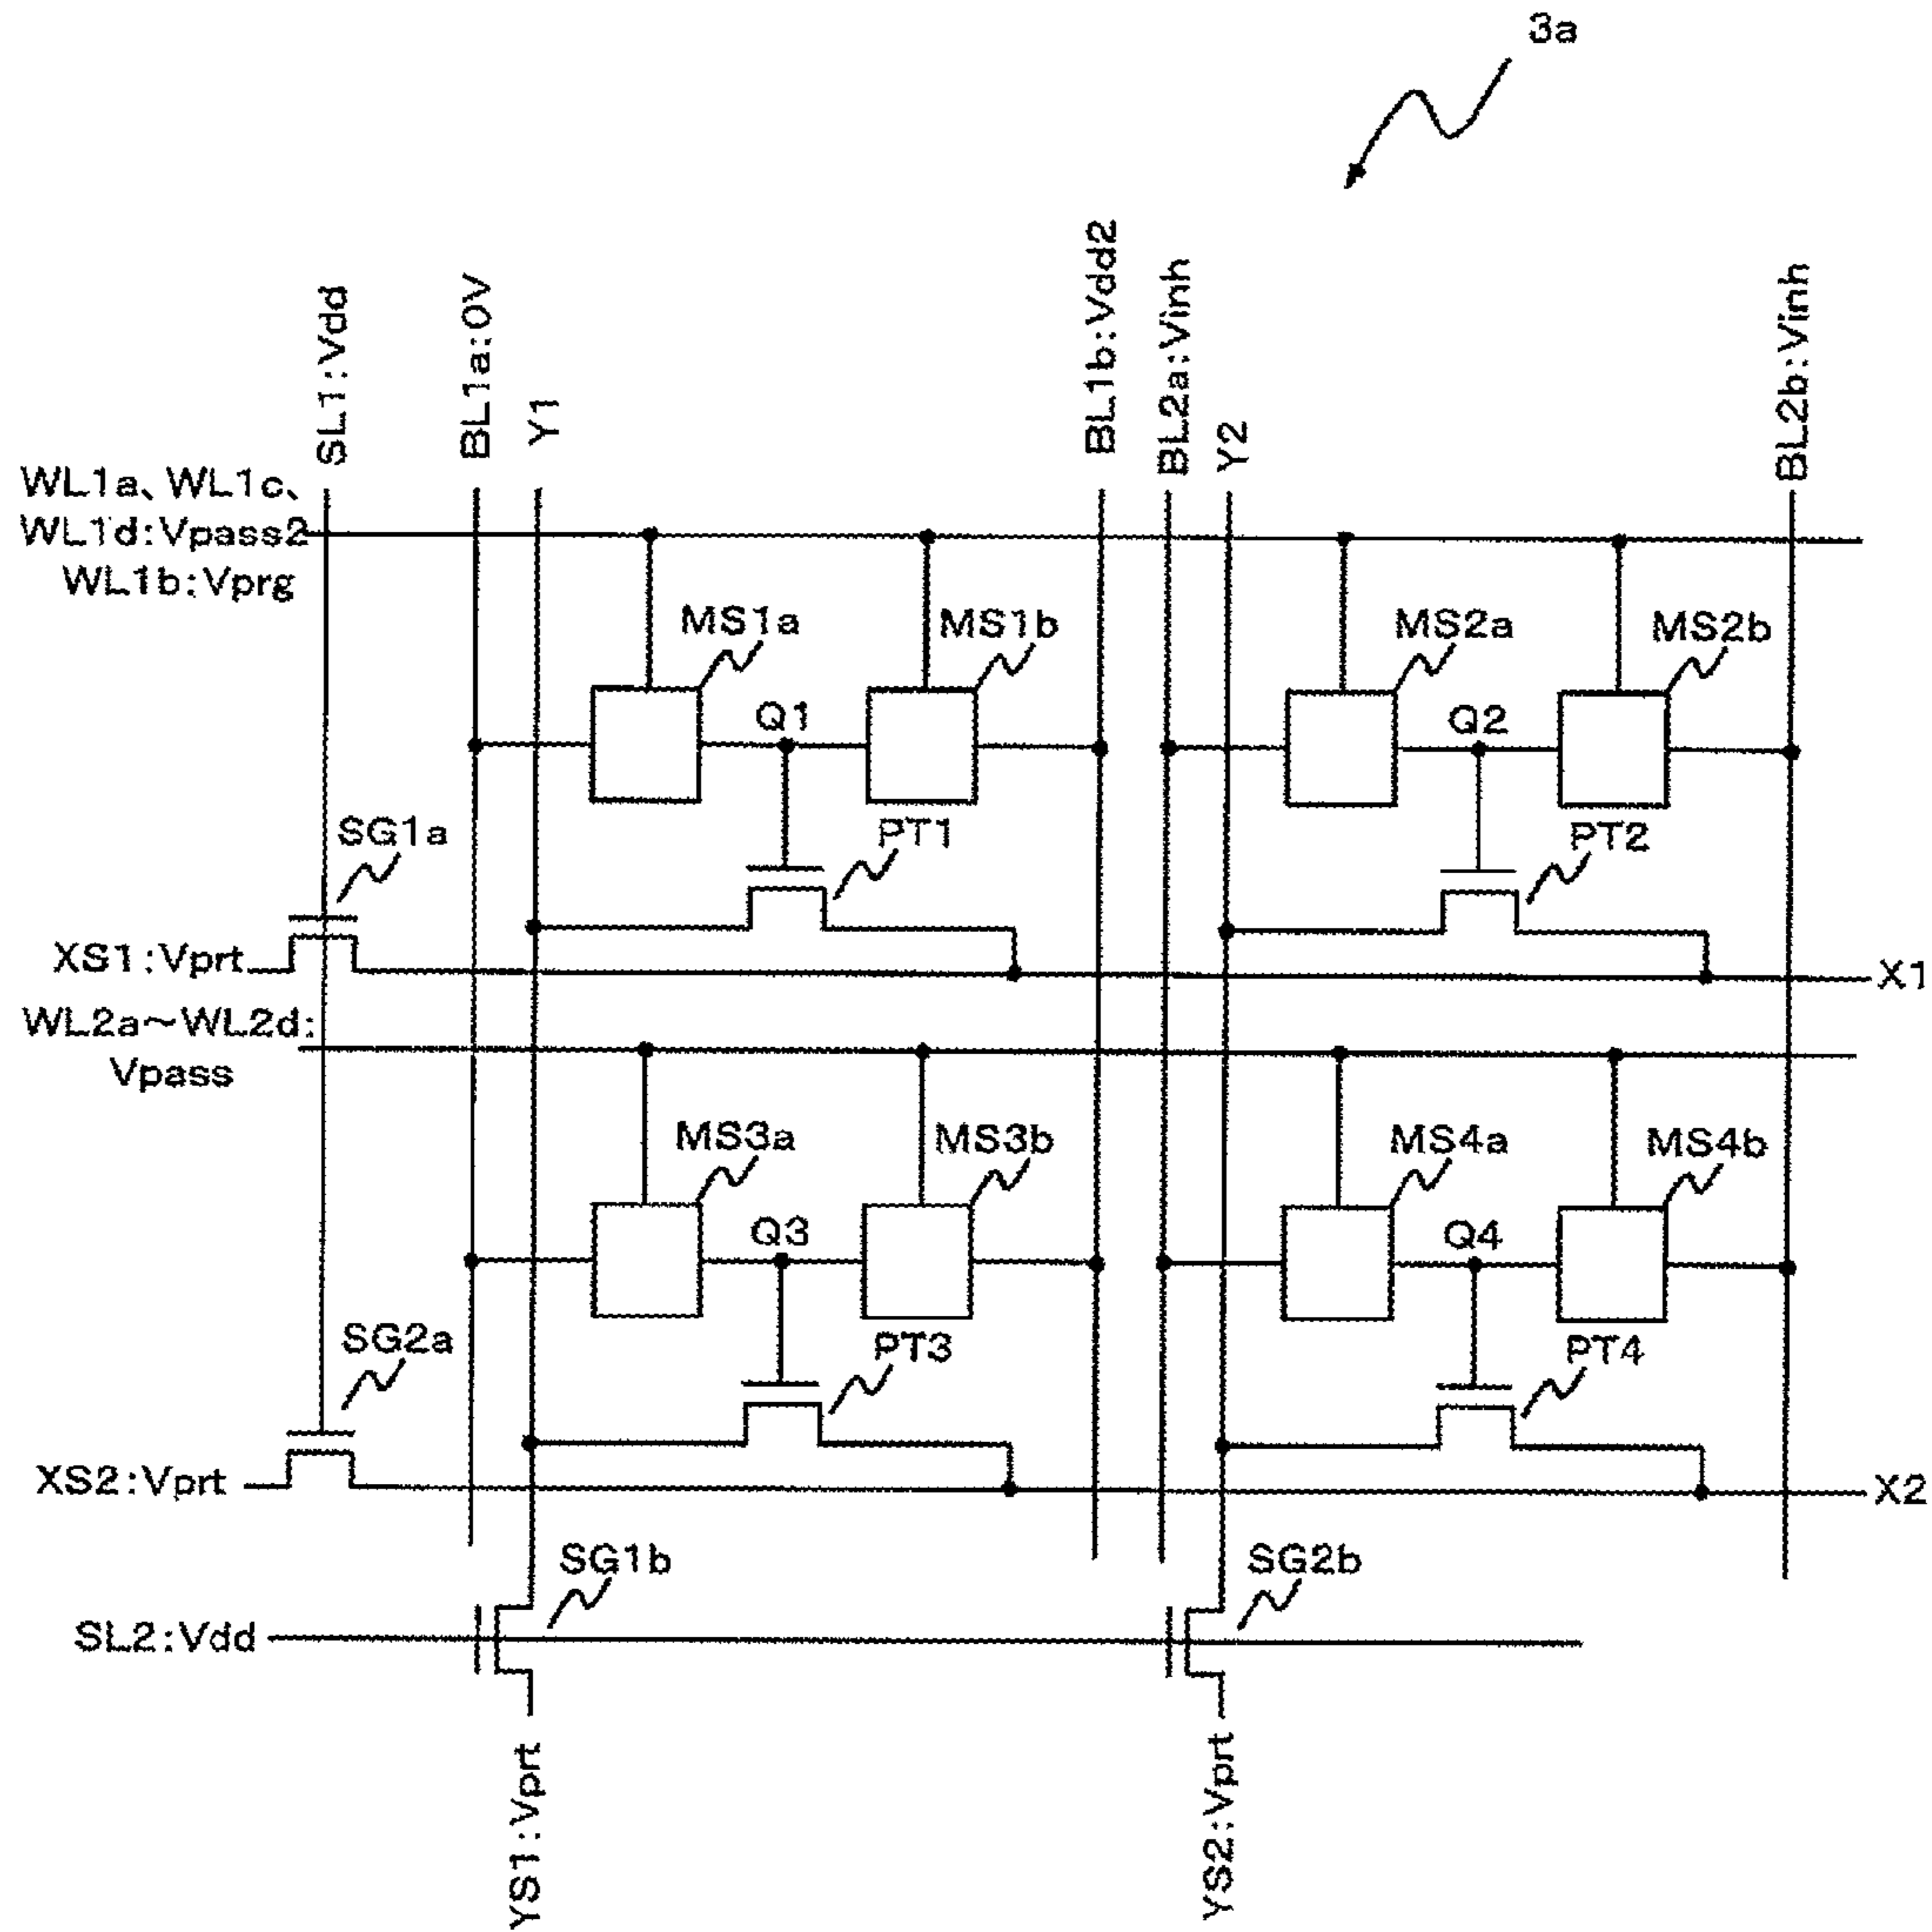 3a
SL1:Vdd
BL1a:0V
Y1
BL1b:Vdd2
BL2a:Vinh
Y2
BL2b:Vinh
WL1a、WL1c、
WL1d:Vpass2
WL1b:Vprg
MS1a
MS1b
MS2a
MS2b
Q1
Q2
SG1a
PT1
PT2
XS1:Vprt
X1
WL2a~WL2d:
Vpass
MS3a
MS3b
MS4a
MS4b
Q3
Q4
SG2a
PT3
PT4
XS2:Vprt
X2
SG1b
SG2b
SL2:Vdd
YS1:Vprt
YS2:Vprt